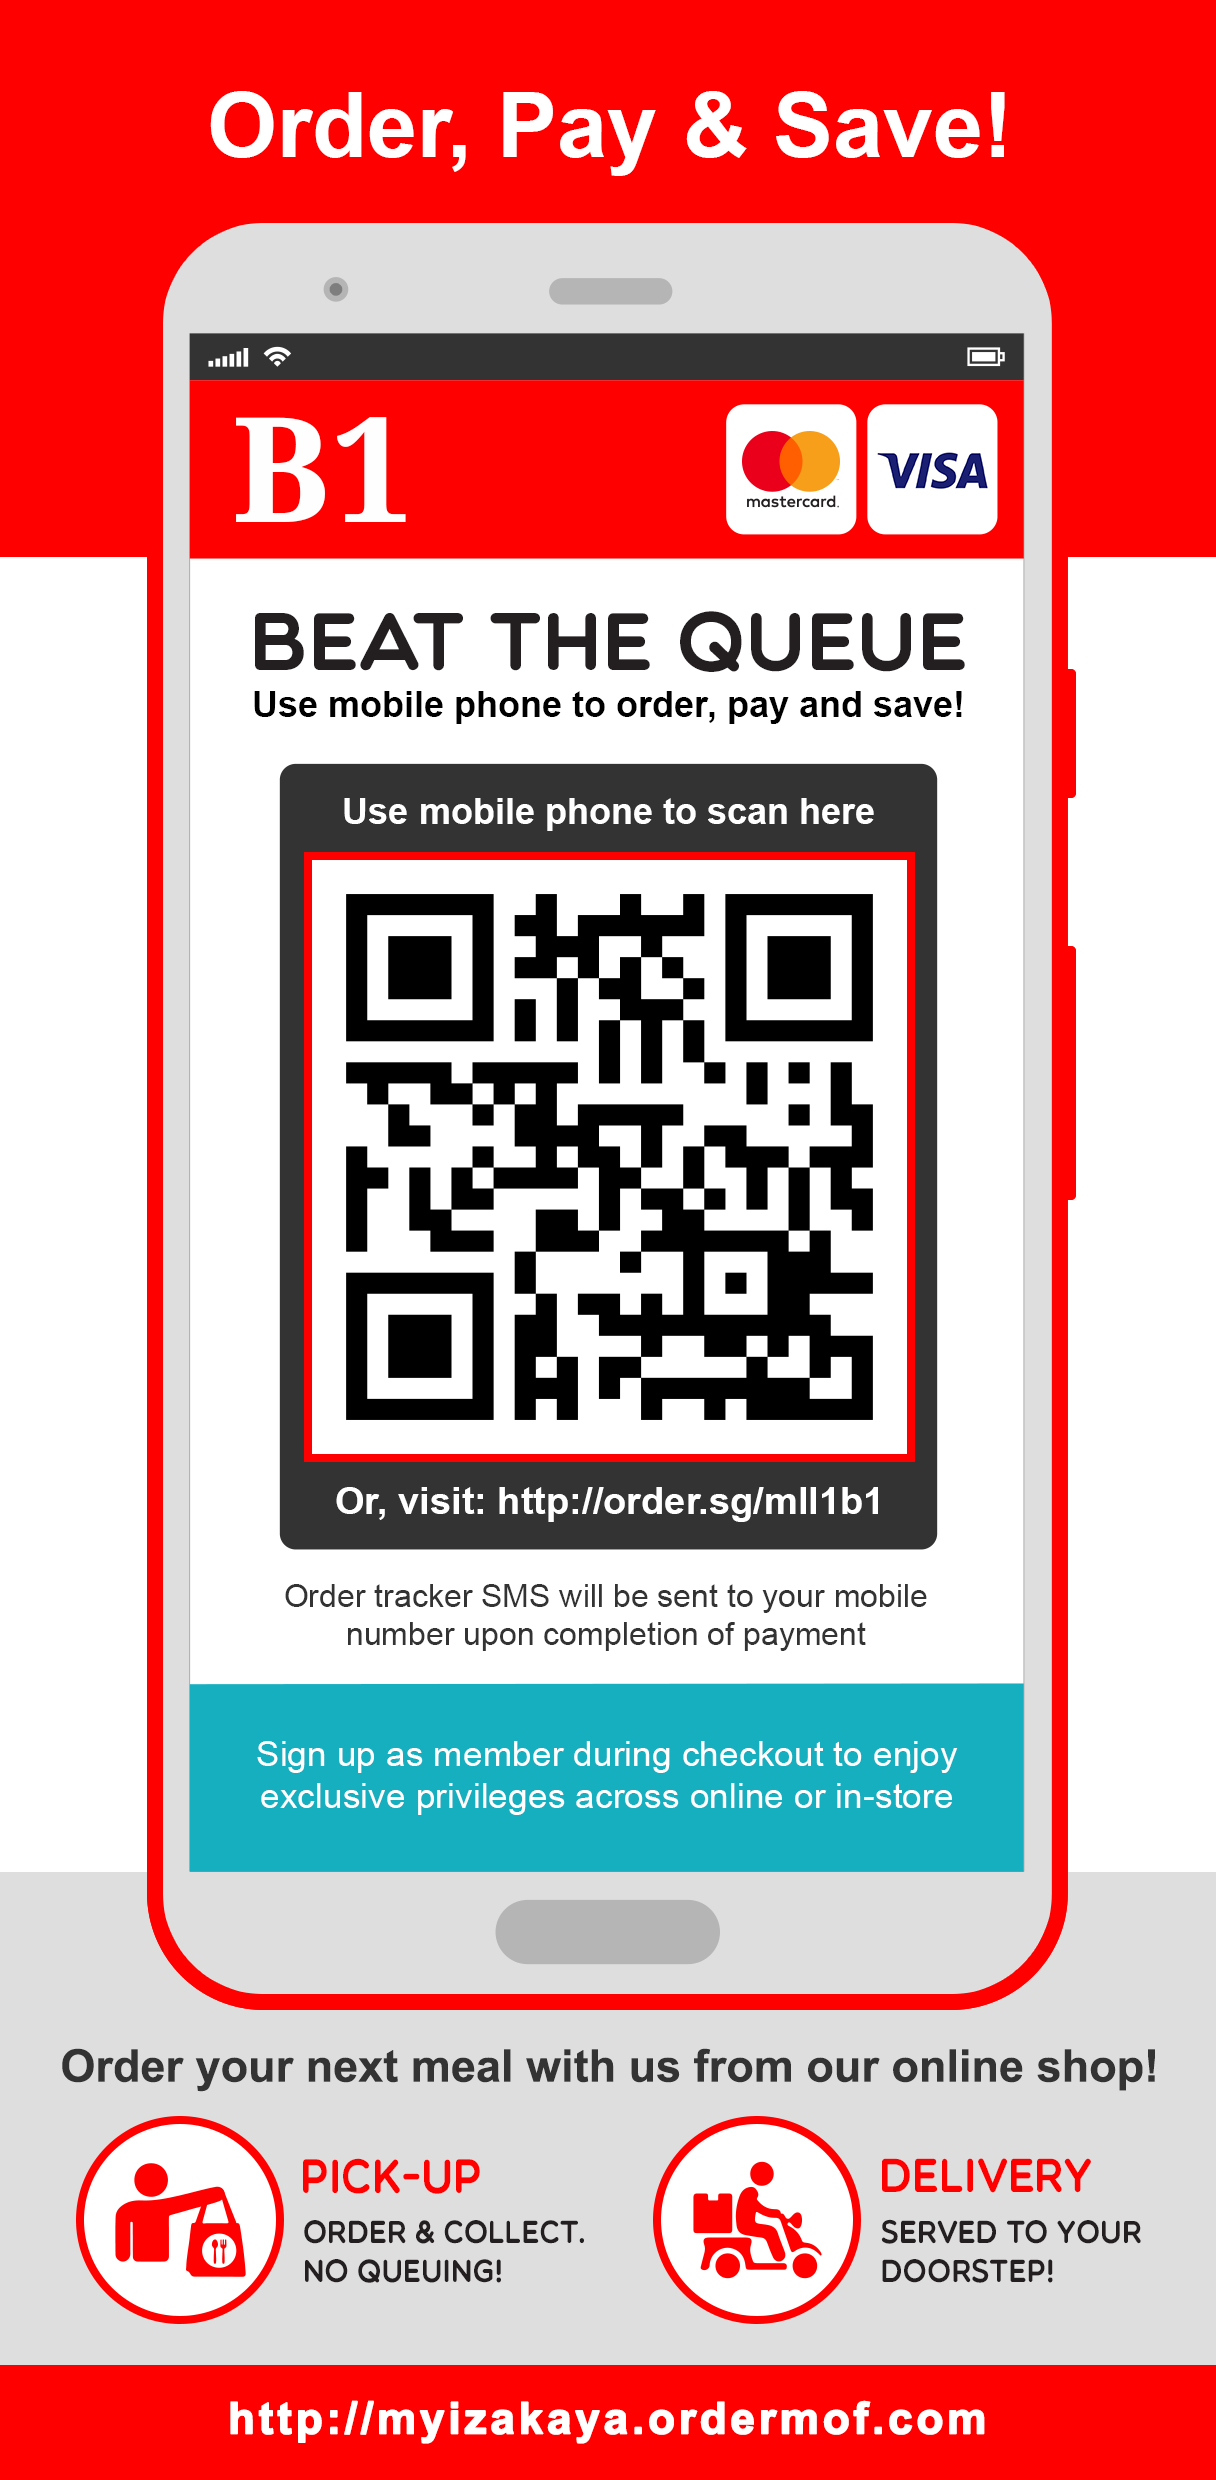 Order, Pay & Save!
B1
mastercard.
VISA
BEAT THE QUEUE
Use mobile phone to order, pay and save!
Use mobile phone to scan here
Or, visit: http://order.sg/mll1b1
Order tracker SMS will be sent to your mobile
number upon completion of payment
Sign up as member during checkout to enjoy
exclusive privileges across online or in-store
Order your next meal with us from our online shop!
PICK-UP
ORDER & COLLECT.
NO QUEUING!
DELIVERY
SERVED TO YOUR
DOORSTEP!
http://myizakaya.ordermof.com